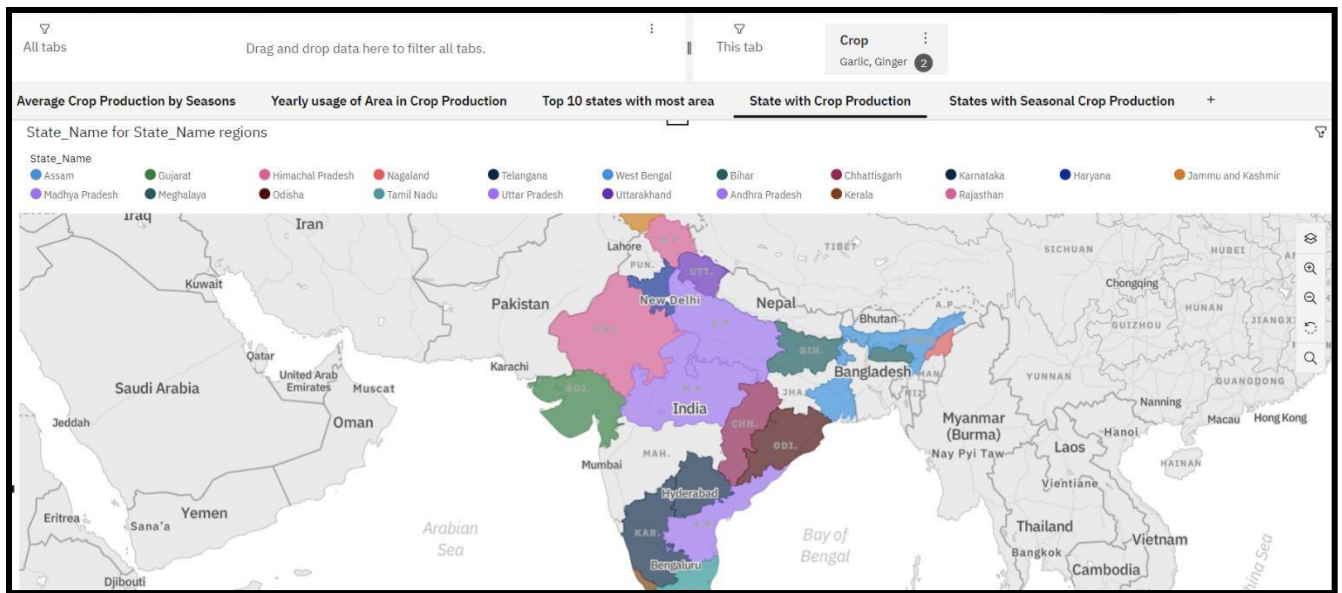 All tabs
Drag and drop data here to filter all tabs.
This tab
Crop
Garlic, Ginger 2
Average Crop Production by Seasons
Yearly usage of Area in Crop Production
Top 10 states with most area
State with Crop Production
States with Seasonal Crop Production
+
State_Name for State_Name regions
State_Name
Assam Gujarat Himachal Pradesh Nagaland Telangana West Bengal Bihar Chhattisgarh Karnataka Haryana Jammu and Kashmir
Madhya Pradesh Meghalaya Odisha Tamil Nadu Uttar Pradesh Uttarakhand Andhra Pradesh Kerala Rajasthan
Iraq
Iran
Lahore
TIBET
SICHUAN
HUBEI
PUN.
UTT.
Kuwait
Chongqing
Pakistan
New Delhi
Nepal
A.P.
HUNAN
Bhutan
GUIZHOU
JIANGXI
Qatar
BIH.
Karachi
United Arab
Emirates
Muscat
Bangladesh
MAN.
YUNNAN
GUANGDONG
Saudi Arabia
GUJ.
JHA.
MIZ.
India
Nanning
Jeddah
Oman
CHH.
Myanmar
(Burma)
Macau
Hong Kong
Hanoi
ODI.
Nay Pyi Taw
Laos
MAH.
Mumbai
HAINAN
Vientiane
Hyderabad
Eritrea
Sana'a
Yemen
Arabian
Sea
KAR.
Bay of
Bengal
Thailand
Vietnam
Bengaluru
Bangkok
Cambodia
Djibouti